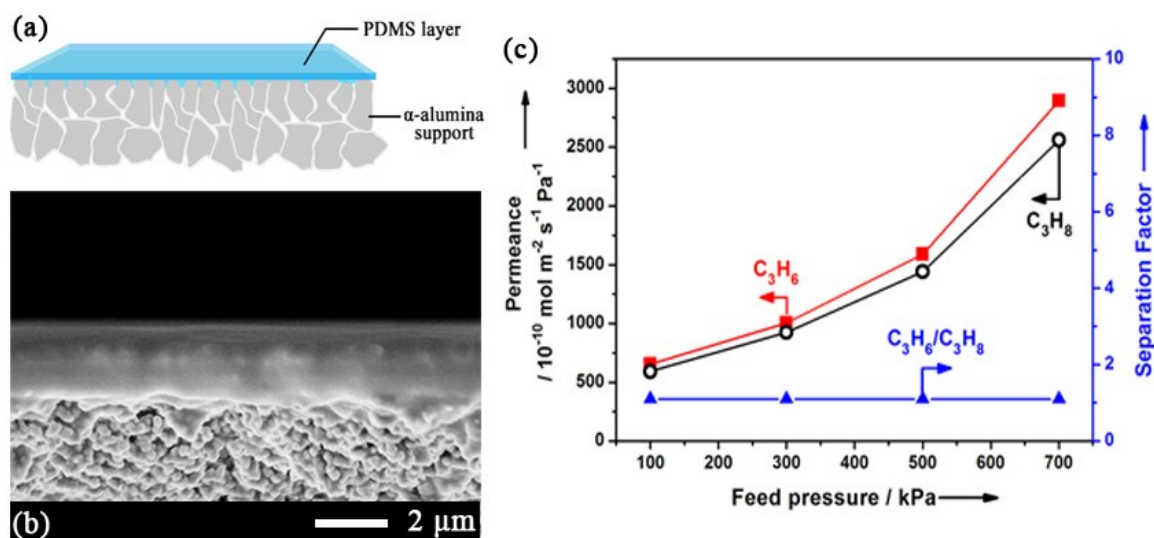 (a)
PDMS layer
α-alumina
support
(b)
2 μm
(c)
Permeance
/ 10⁻¹⁰ mol m⁻² s⁻¹ Pa⁻¹
3000
2500
2000
1500
1000
500
0
C₃H₆
C₃H₈
C₃H₆/C₃H₈
10
8
6
4
2
0
Separation Factor
100 200 300 400 500 600 700
Feed pressure / kPa